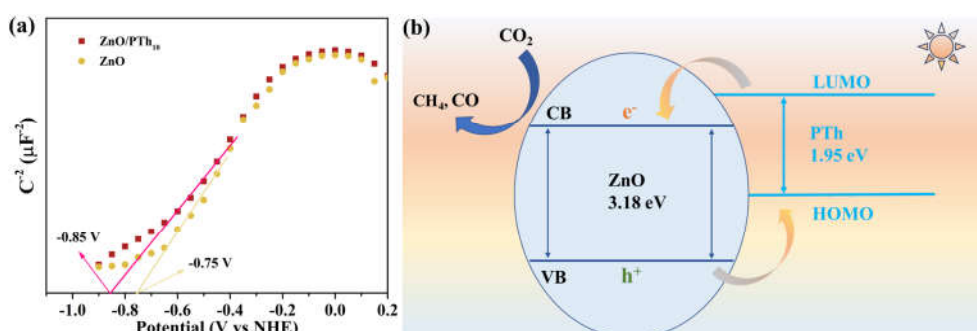 (a)
ZnO/PTh₁₀
ZnO
C⁻² (μF⁻²)
-0.85 V
-0.75 V
-1.0 -0.8 -0.6 -0.4 -0.2 0.0 0.2
Potential (V vs NHE)
(b)
CO₂
CH₄, CO
CB
e⁻
ZnO
3.18 eV
VB
h⁺
LUMO
PTh
1.95 eV
HOMO